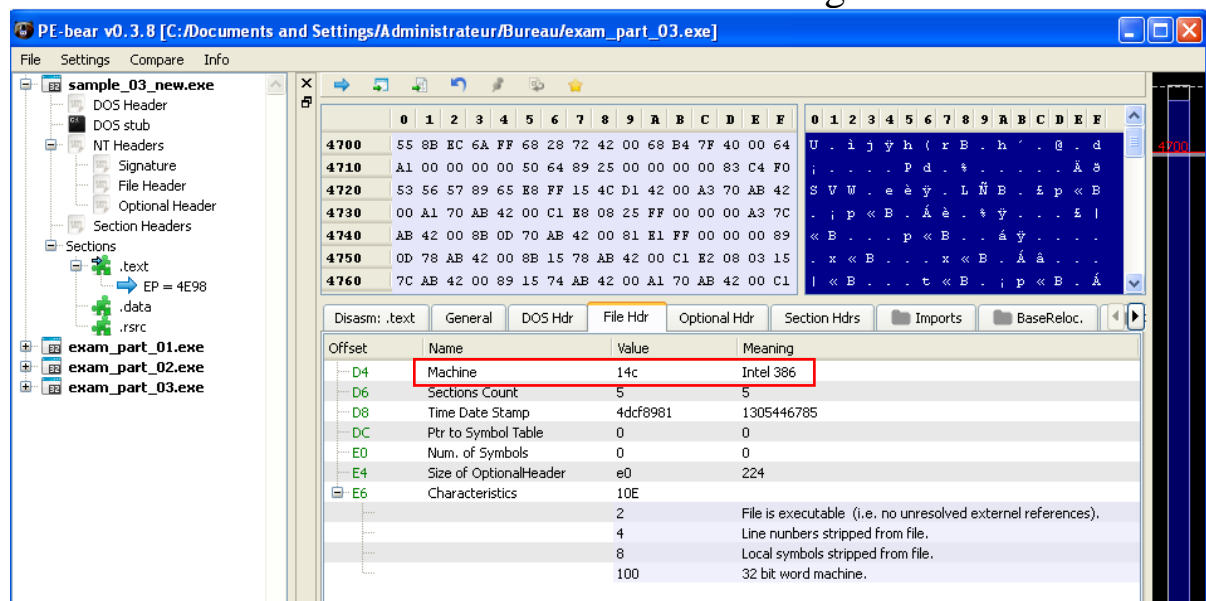 PE-bear v0.3.8 [C:/Documents and Settings/Administrateur/Bureau/exam_part_03.exe]
File Settings Compare Info
sample_03_new.exe
DOS Header
DOS stub
NT Headers
Signature
File Header
Optional Header
Section Headers
Sections
.text
EP = 4E98
.data
.rsrc
exam_part_01.exe
exam_part_02.exe
exam_part_03.exe
0 1 2 3 4 5 6 7 8 9 A B C D E F
4700 55 8B EC 6A FF 68 28 72 42 00 68 B4 7F 40 00 64
4710 A1 00 00 00 00 50 64 89 25 00 00 00 00 83 C4 F0
4720 53 56 57 89 65 E8 FF 15 4C D1 42 00 A3 70 AB 42
4730 00 A1 70 AB 42 00 C1 E8 08 25 FF 00 00 00 A3 7C
4740 AB 42 00 8B 0D 70 AB 42 00 81 E1 FF 00 00 00 89
4750 0D 78 AB 42 00 8B 15 78 AB 42 00 C1 E2 08 03 15
4760 7C AB 42 00 89 15 74 AB 42 00 A1 70 AB 42 00 C1
0 1 2 3 4 5 6 7 8 9 A B C D E F
U . ì j ÿ h ( r B . h ´ . @ . d
¡ . . . . P d . % . . . . . Ä ð
S V W . e è ÿ . L Ñ B . £ p « B
. ¡ p « B . Á è . % ÿ . . . £ |
« B . . . p « B . . á ÿ . . . .
. x « B . . . x « B . Á â . . .
| « B . . . t « B . ¡ p « B . Á
4700
Disasm: .text General DOS Hdr File Hdr Optional Hdr Section Hdrs Imports BaseReloc.
Offset Name Value Meaning
D4 Machine 14c Intel 386
D6 Sections Count 5 5
D8 Time Date Stamp 4dcf8981 1305446785
DC Ptr to Symbol Table 0 0
E0 Num. of Symbols 0 0
E4 Size of OptionalHeader e0 224
E6 Characteristics 10E
2 File is executable (i.e. no unresolved externel references).
4 Line nunbers stripped from file.
8 Local symbols stripped from file.
100 32 bit word machine.